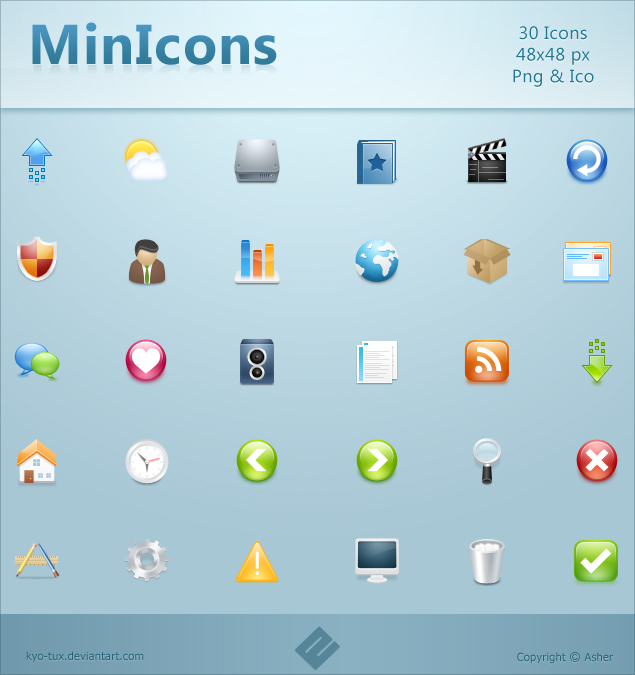 MinIcons
30 Icons
48x48 px
Png & Ico
kyo-tux.deviantart.com
Copyright © Asher